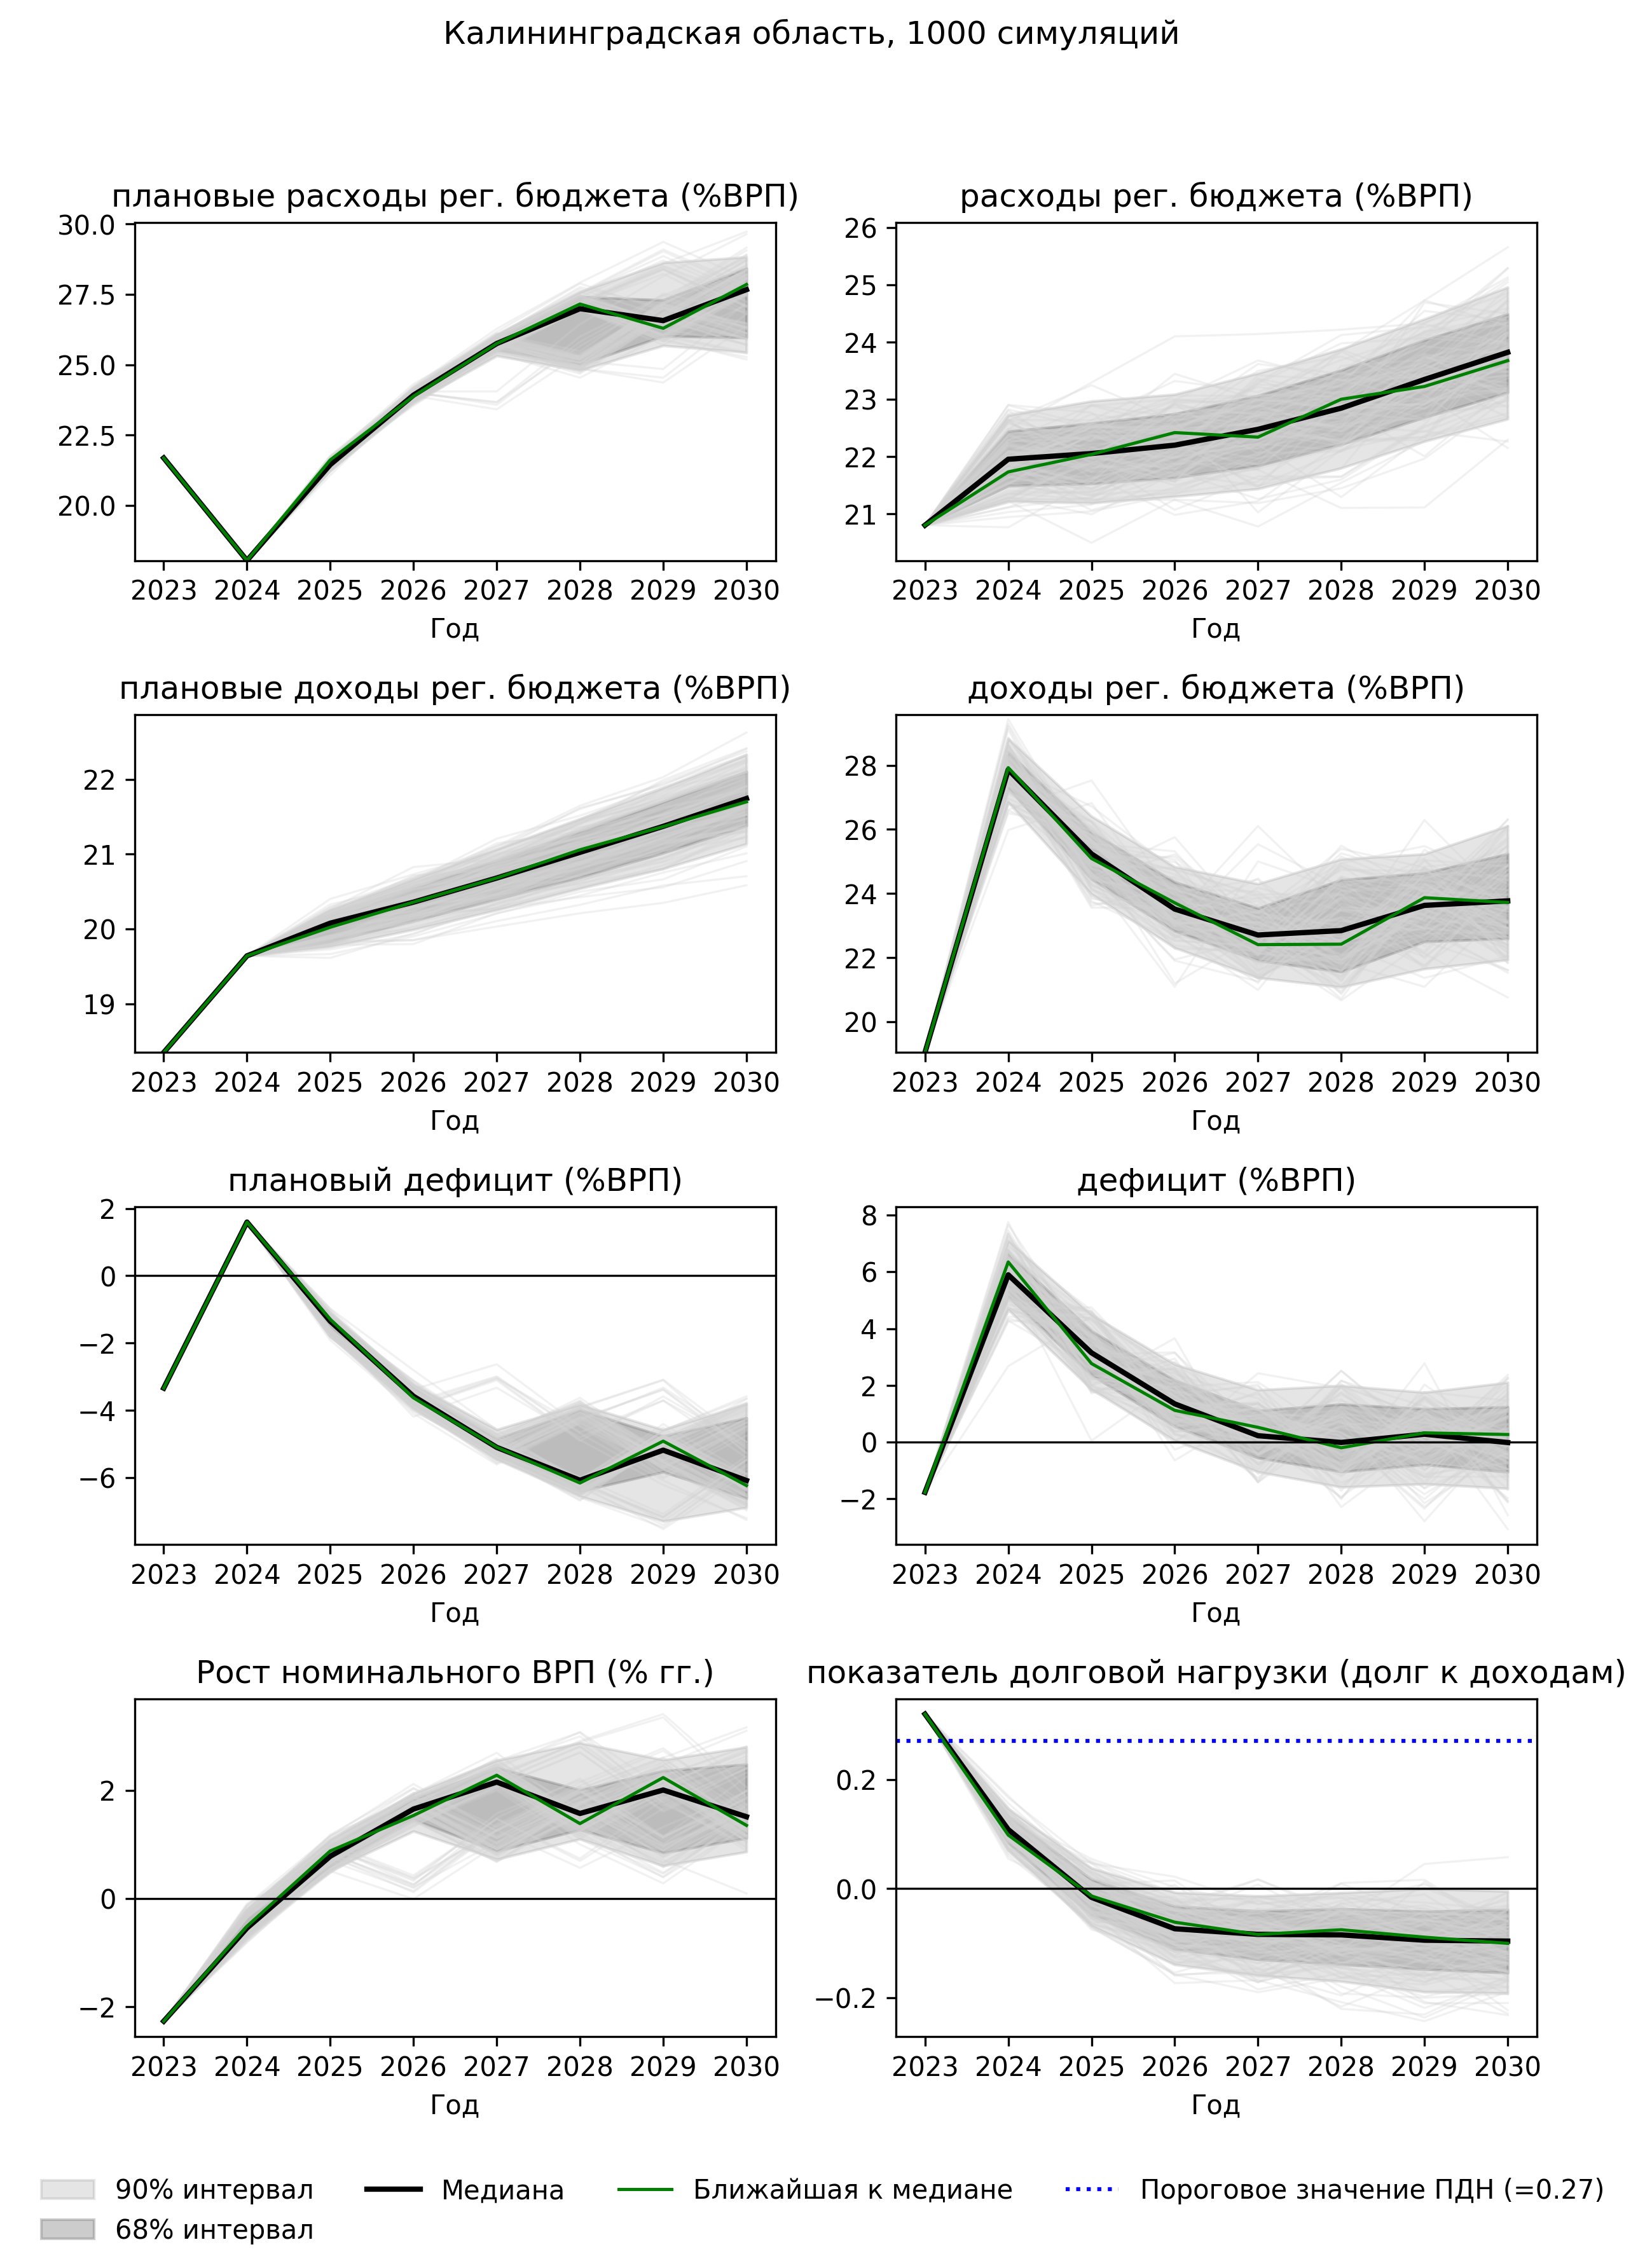 Калининградская область, 1000 симуляций
плановые расходы рег. бюджета (%ВРП)
30.0
27.5
25.0
22.5
20.0
2023 2024 2025 2026 2027 2028 2029 2030
Год
расходы рег. бюджета (%ВРП)
26
25
24
23
22
21
2023 2024 2025 2026 2027 2028 2029 2030
Год
плановые доходы рег. бюджета (%ВРП)
22
21
20
19
2023 2024 2025 2026 2027 2028 2029 2030
Год
доходы рег. бюджета (%ВРП)
28
26
24
22
20
2023 2024 2025 2026 2027 2028 2029 2030
Год
плановый дефицит (%ВРП)
2
0
−2
−4
−6
2023 2024 2025 2026 2027 2028 2029 2030
Год
дефицит (%ВРП)
8
6
4
2
0
−2
2023 2024 2025 2026 2027 2028 2029 2030
Год
Рост номинального ВРП (% гг.)
2
0
−2
2023 2024 2025 2026 2027 2028 2029 2030
Год
показатель долговой нагрузки (долг к доходам)
0.2
0.0
−0.2
2023 2024 2025 2026 2027 2028 2029 2030
Год
90% интервал
68% интервал
Медиана
Ближайшая к медиане
Пороговое значение ПДН (=0.27)